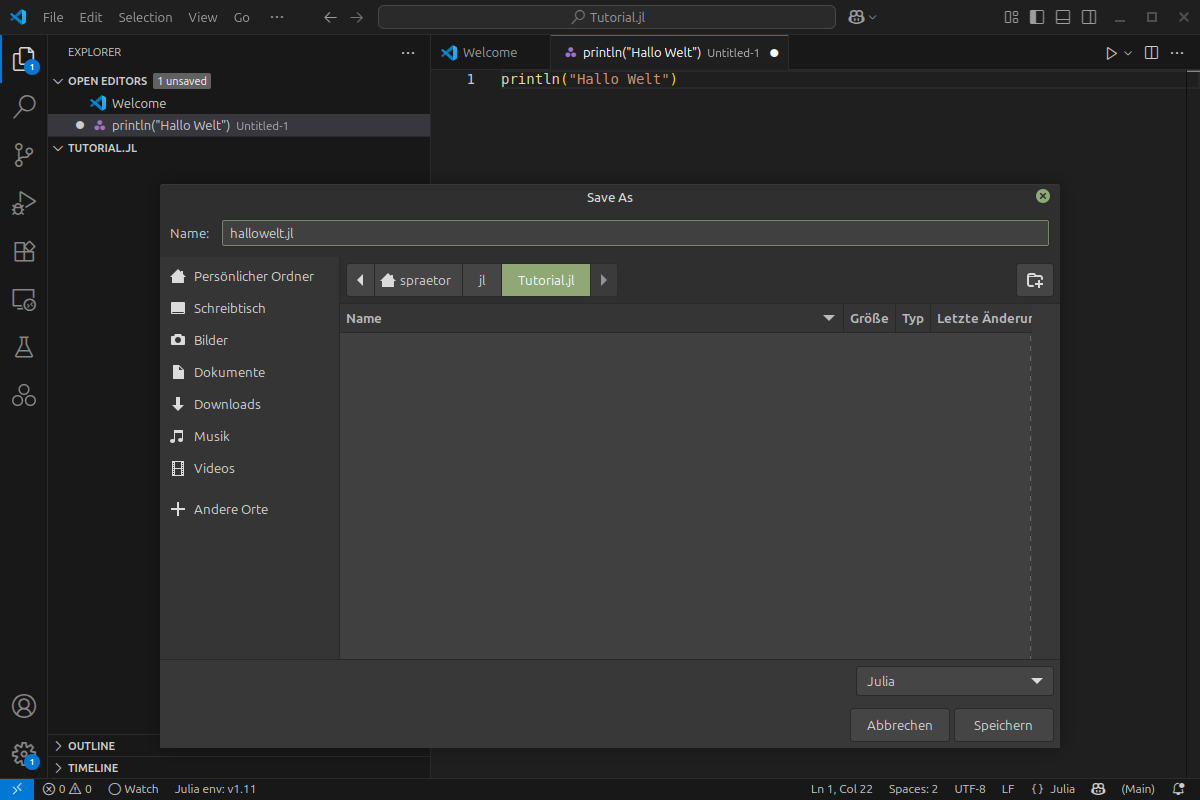 File Edit Selection View Go ··· Tutorial.jl
EXPLORER ···
OPEN EDITORS 1 unsaved
Welcome
println("Hallo Welt") Untitled-1
TUTORIAL.JL
Welcome println("Hallo Welt") Untitled-1
1 println("Hallo Welt")
Save As
Name: hallowelt.jl
Persönlicher Ordner
Schreibtisch
Bilder
Dokumente
Downloads
Musik
Videos
Andere Orte
spraetor jl Tutorial.jl
Name Größe Typ Letzte Änderur
Julia
Abbrechen Speichern
OUTLINE
TIMELINE
1
1
0 0 Watch Julia env: v1.11 Ln 1, Col 22 Spaces: 2 UTF-8 LF {} Julia (Main)